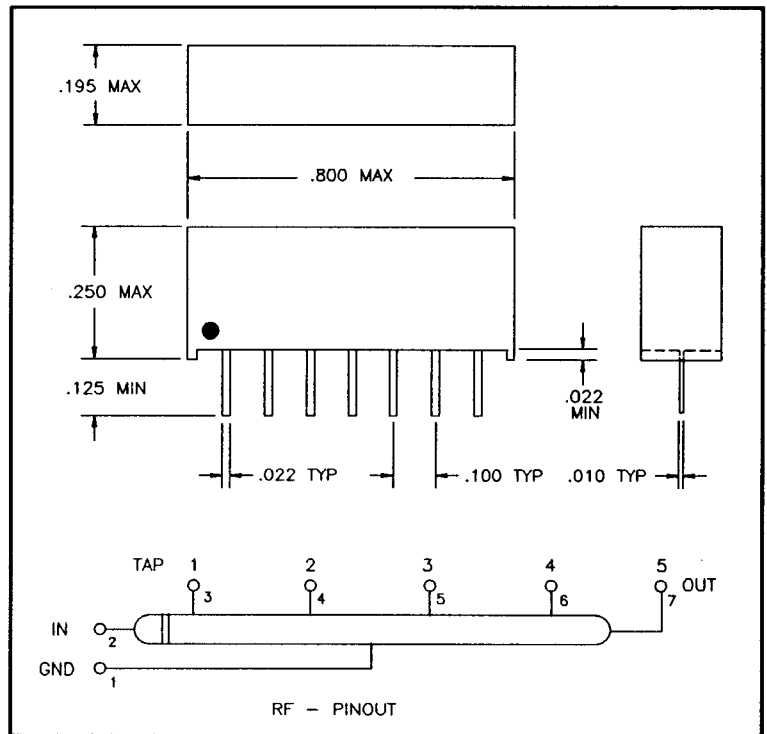 .195 MAX
.800 MAX
.250 MAX
.125 MIN
.022 MIN
.022 TYP
.100 TYP
.010 TYP
TAP 1 2 3 4 5 OUT
3 4 5 6 7
IN 2
GND 1
RF – PINOUT